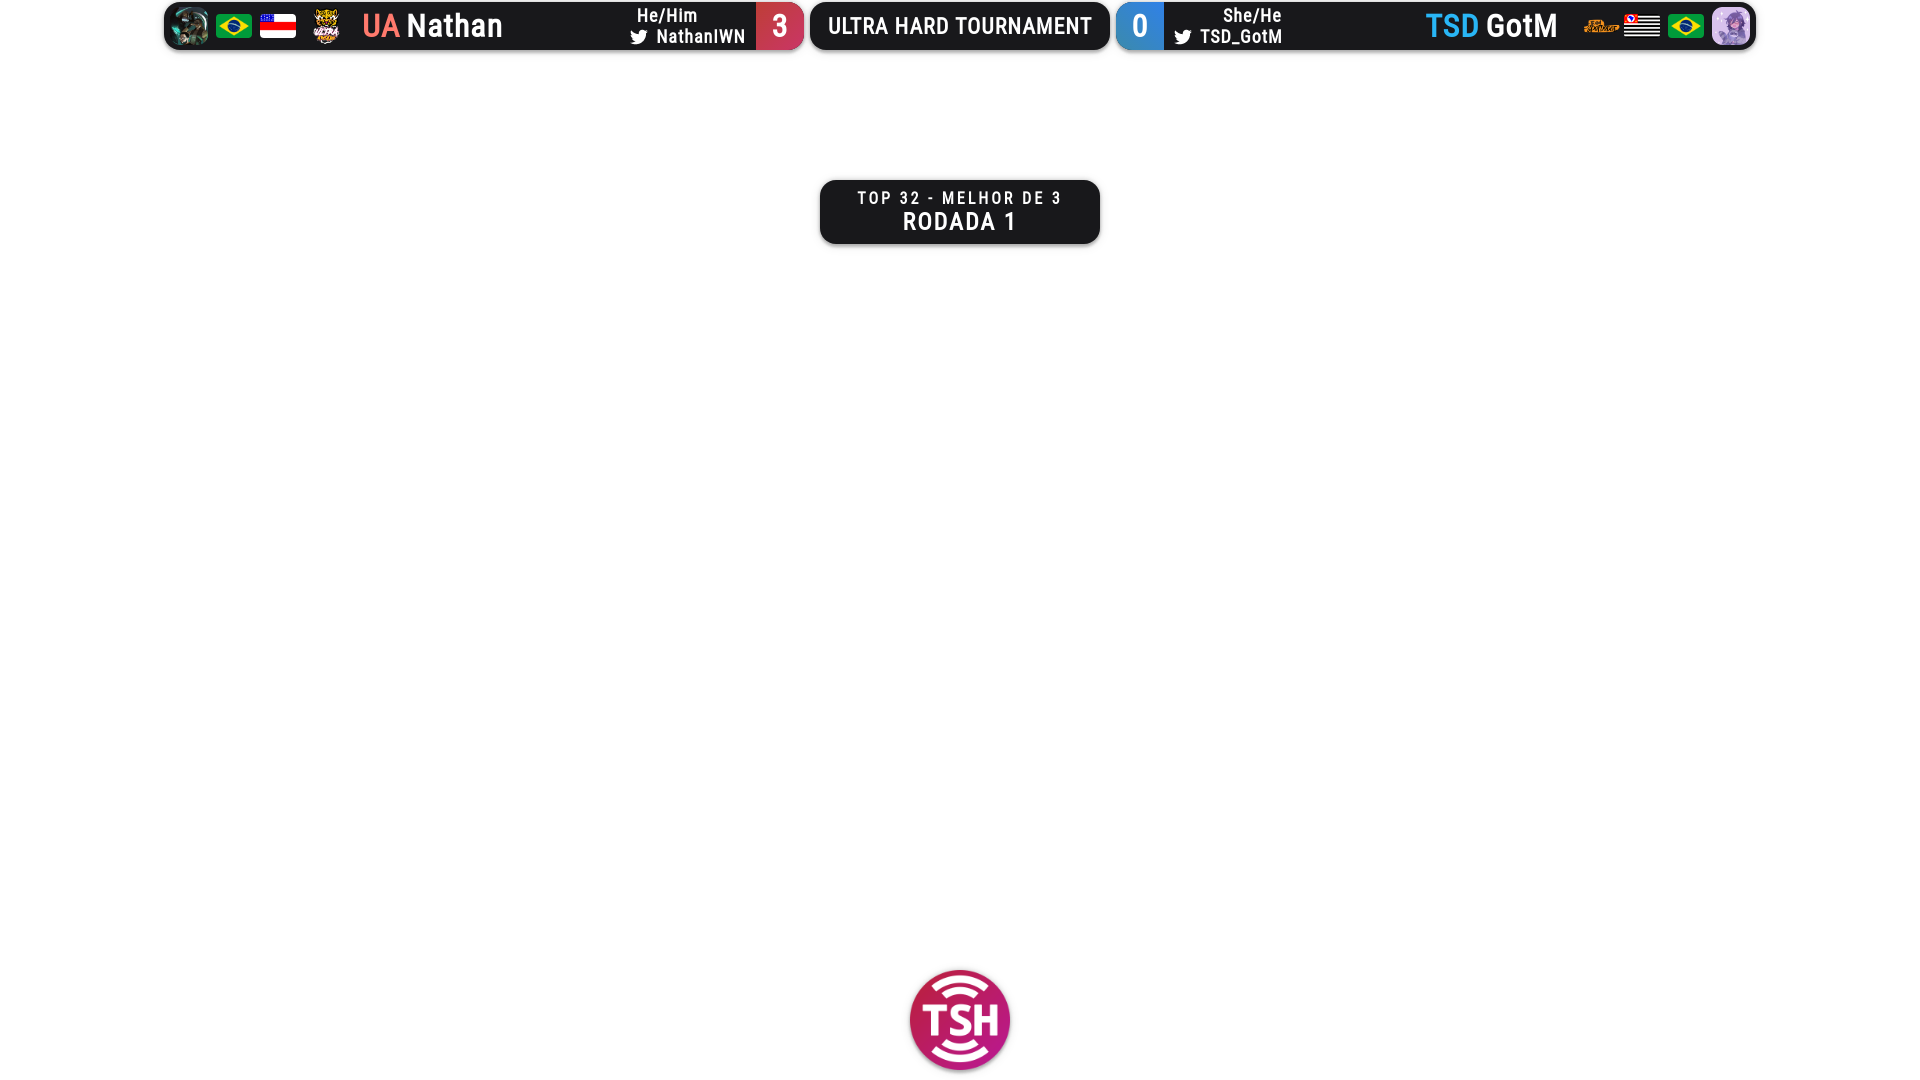 UA Nathan
He/Him
NathanIWN
3
ULTRA HARD TOURNAMENT
0
She/He
TSD_GotM
TSD GotM
TOP 32 - MELHOR DE 3
RODADA 1
TSH